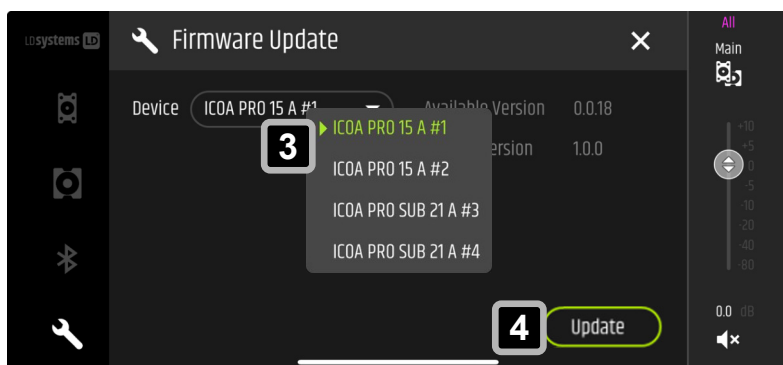 LD systems LD
Firmware Update
All
Main
Device
ICOA PRO 15 A #1
Available Version 0.0.18
ersion 1.0.0
3
ICOA PRO 15 A #1
ICOA PRO 15 A #2
ICOA PRO SUB 21 A #3
ICOA PRO SUB 21 A #4
+10
+5
0
-5
-10
-20
-40
-80
4
Update
0.0 dB